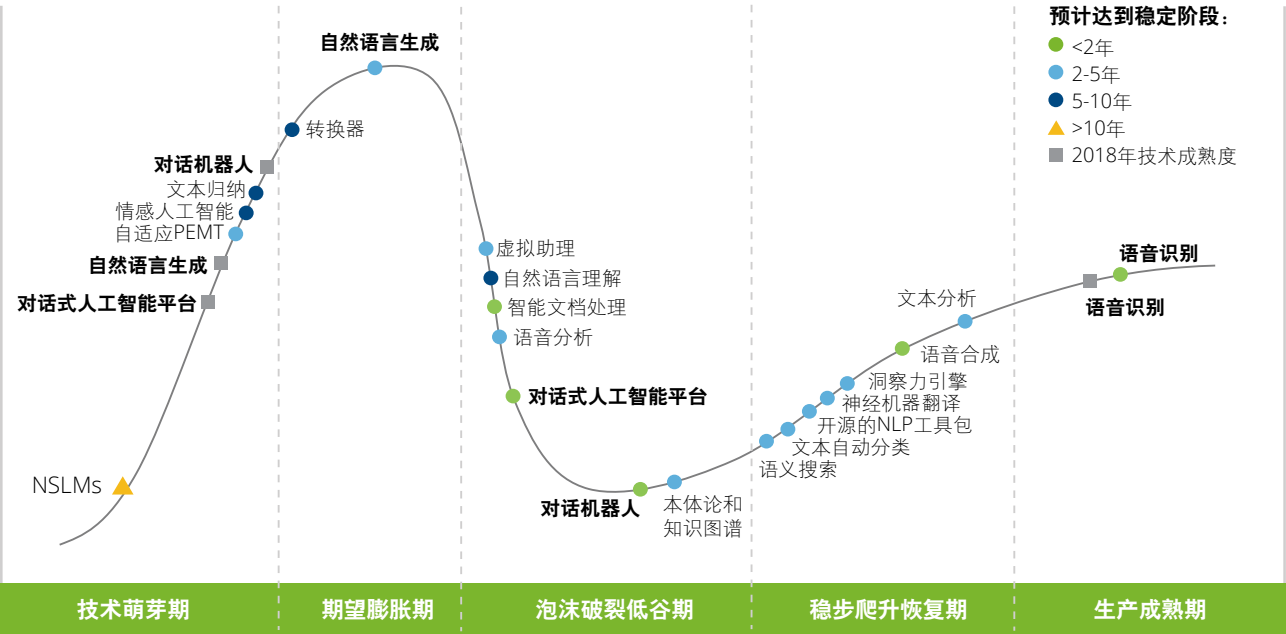 预计达到稳定阶段：
<2年
2-5年
5-10年
>10年
2018年技术成熟度
自然语言生成
转换器
对话机器人
文本归纳
情感人工智能
自适应PEMT
自然语言生成
对话式人工智能平台
NSLMs
虚拟助理
自然语言理解
智能文档处理
语音分析
对话式人工智能平台
对话机器人
本体论和
知识图谱
语音识别
语音识别
文本分析
语音合成
洞察力引擎
神经机器翻译
开源的NLP工具包
文本自动分类
语义搜索
技术萌芽期
期望膨胀期
泡沫破裂低谷期
稳步爬升恢复期
生产成熟期